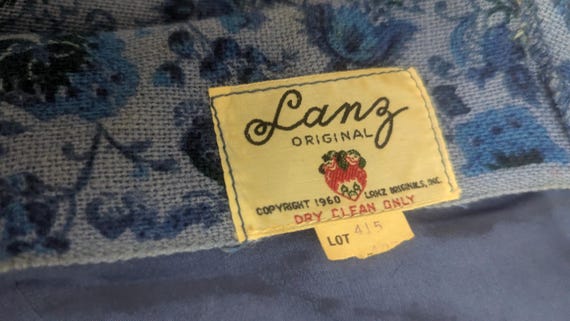 Lanz
ORIGINAL
COPYRIGHT 1960 LANZ ORIGINALS, INC.
DRY CLEAN ONLY
LOT 415